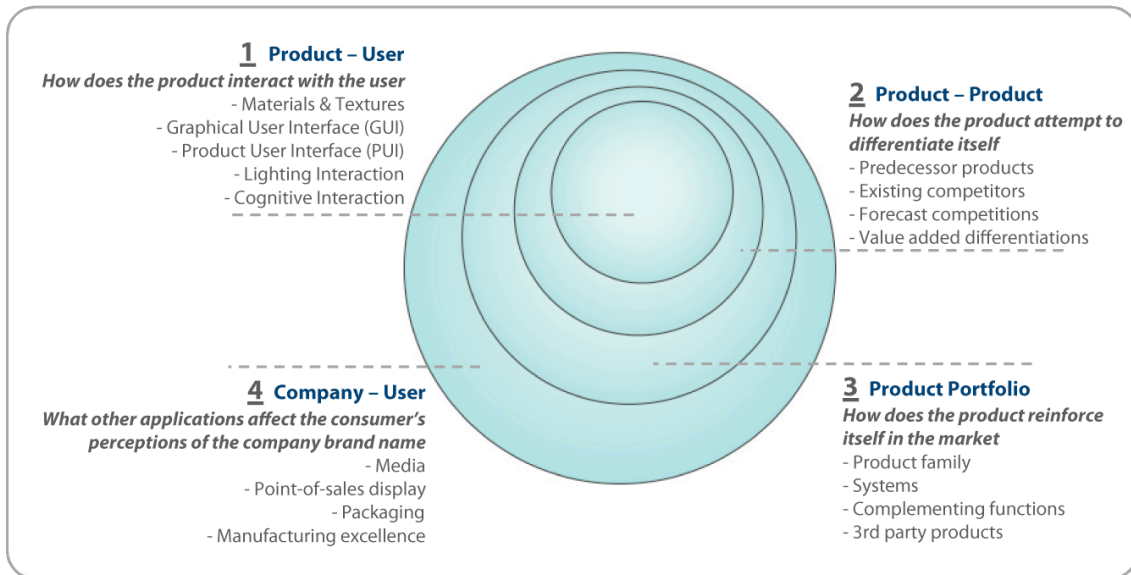 1 Product – User
How does the product interact with the user
- Materials & Textures
- Graphical User Interface (GUI)
- Product User Interface (PUI)
- Lighting Interaction
- Cognitive Interaction
2 Product – Product
How does the product attempt to
differentiate itself
- Predecessor products
- Existing competitors
- Forecast competitions
- Value added differentiations
3 Product Portfolio
How does the product reinforce
itself in the market
- Product family
- Systems
- Complementing functions
- 3rd party products
4 Company – User
What other applications affect the consumer’s
perceptions of the company brand name
- Media
- Point-of-sales display
- Packaging
- Manufacturing excellence